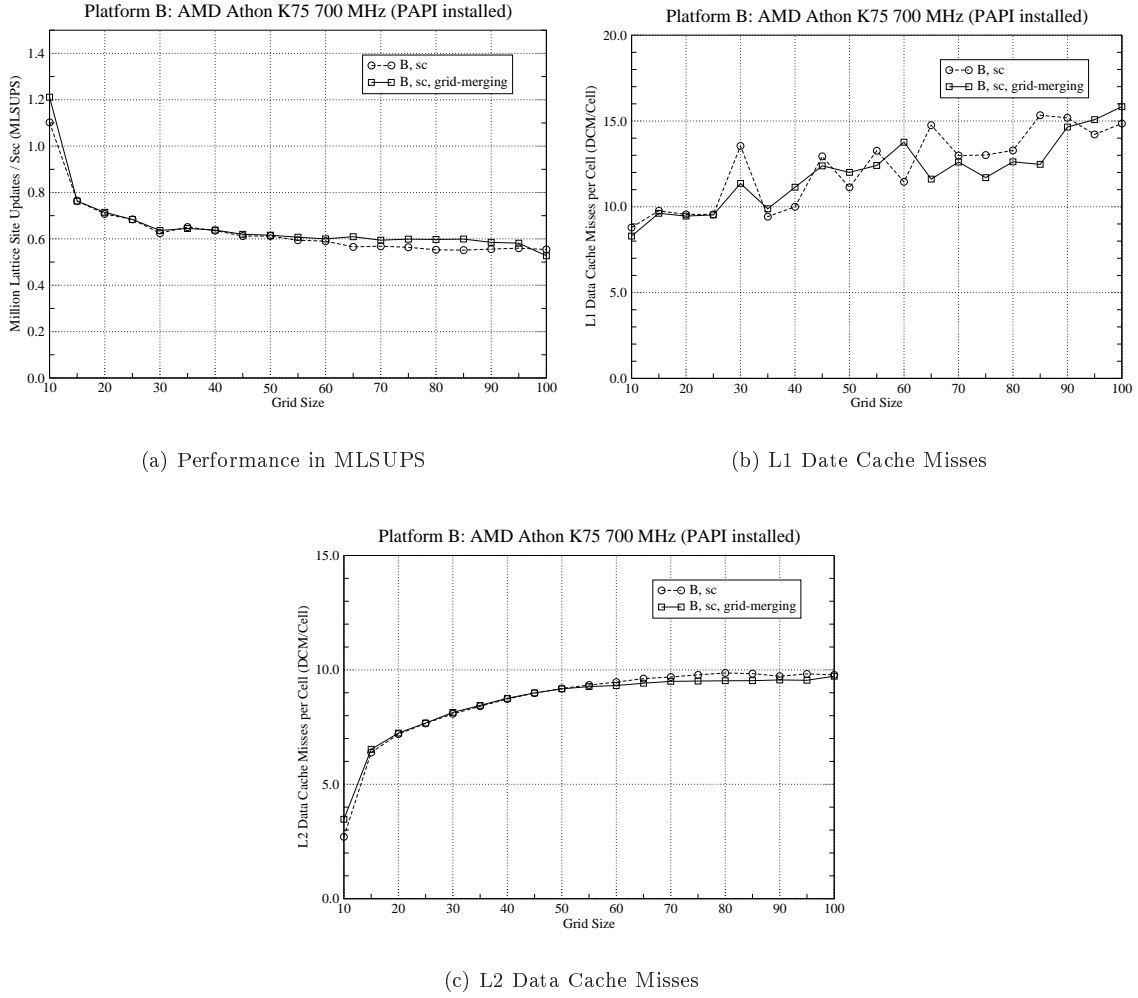 Platform B: AMD Athon K75 700 MHz (PAPI installed)
1.4
1.2
1.0
0.8
0.6
0.4
0.2
0.0
Million Lattice Site Updates / Sec (MLSUPS)
B, sc
B, sc, grid-merging
10 20 30 40 50 60 70 80 90 100
Grid Size
(a) Performance in MLSUPS
Platform B: AMD Athon K75 700 MHz (PAPI installed)
20.0
15.0
10.0
5.0
0.0
L1 Data Cache Misses per Cell (DCM/Cell)
B, sc
B, sc, grid-merging
10 20 30 40 50 60 70 80 90 100
Grid Size
(b) L1 Date Cache Misses
Platform B: AMD Athon K75 700 MHz (PAPI installed)
15.0
10.0
5.0
0.0
L2 Data Cache Misses per Cell (DCM/Cell)
B, sc
B, sc, grid-merging
10 20 30 40 50 60 70 80 90 100
Grid Size
(c) L2 Data Cache Misses